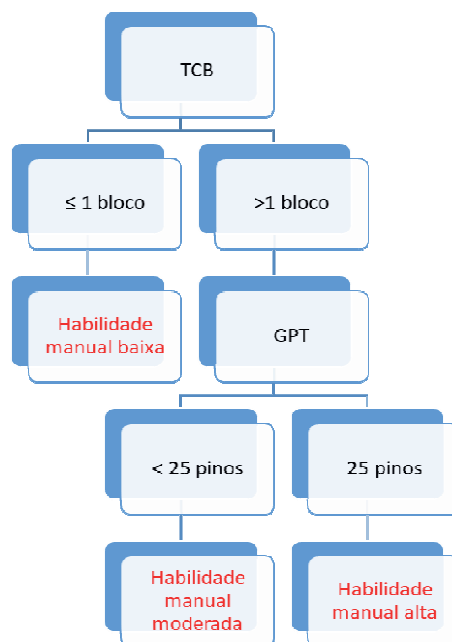 TCB
≤ 1 bloco
>1 bloco
Habilidade
manual baixa
GPT
< 25 pinos
25 pinos
Habilidade
manual
moderada
Habilidade
manual alta